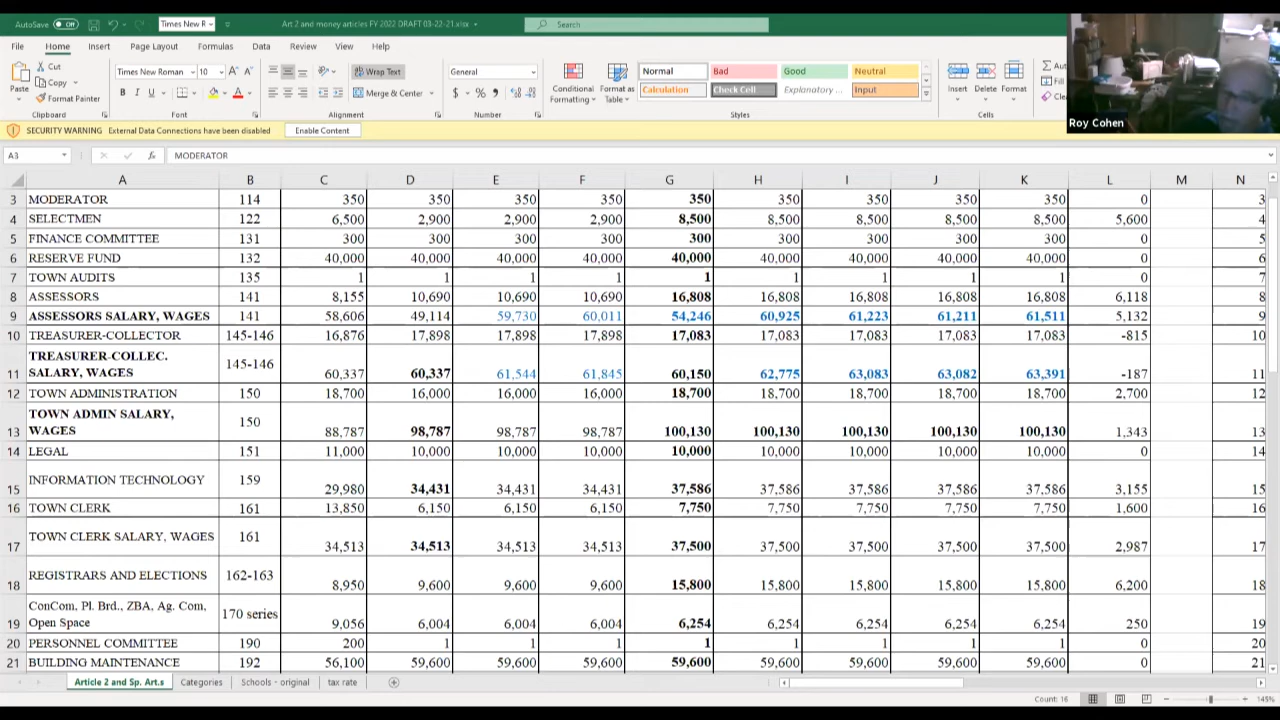 AutoSave Off Times New R Art 2 and money articles FY 2022 DRAFT 03-22-21.xlsx Search
File Home Insert Page Layout Formulas Data Review View Help
Cut Times New Roman 10 Wrap Text General Normal Bad Good Neutral
Copy Merge & Center Conditional Format as Calculation Check Cell Explanatory ... Input Insert Delete Format
Paste Format Painter Formatting Table
Clipboard Font Alignment Number Styles Cells
Roy Cohen
SECURITY WARNING External Data Connections have been disabled Enable Content
A3 fx MODERATOR
A B C D E F G H I J K L M N
3 MODERATOR 114 350 350 350 350 350 350 350 350 350 0 3
4 SELECTMEN 122 6,500 2,900 2,900 2,900 8,500 8,500 8,500 8,500 8,500 5,600 4
5 FINANCE COMMITTEE 131 300 300 300 300 300 300 300 300 300 0 5
6 RESERVE FUND 132 40,000 40,000 40,000 40,000 40,000 40,000 40,000 40,000 40,000 0 6
7 TOWN AUDITS 135 1 1 1 1 1 1 1 1 1 0 7
8 ASSESSORS 141 8,155 10,690 10,690 10,690 16,808 16,808 16,808 16,808 16,808 6,118 8
9 ASSESSORS SALARY, WAGES 141 58,606 49,114 59,730 60,011 54,246 60,925 61,223 61,211 61,511 5,132 9
10 TREASURER-COLLECTOR 145-146 16,876 17,898 17,898 17,898 17,083 17,083 17,083 17,083 17,083 -815 10
TREASURER-COLLEC.
11 SALARY, WAGES 145-146 60,337 60,337 61,544 61,845 60,150 62,775 63,083 63,082 63,391 -187 11
12 TOWN ADMINISTRATION 150 18,700 16,000 16,000 16,000 18,700 18,700 18,700 18,700 18,700 2,700 12
TOWN ADMIN SALARY,
13 WAGES 150 88,787 98,787 98,787 98,787 100,130 100,130 100,130 100,130 100,130 1,343 13
14 LEGAL 151 11,000 10,000 10,000 10,000 10,000 10,000 10,000 10,000 10,000 0 14
15 INFORMATION TECHNOLOGY 159 29,980 34,431 34,431 34,431 37,586 37,586 37,586 37,586 37,586 3,155 15
16 TOWN CLERK 161 13,850 6,150 6,150 6,150 7,750 7,750 7,750 7,750 7,750 1,600 16
17 TOWN CLERK SALARY, WAGES 161 34,513 34,513 34,513 34,513 37,500 37,500 37,500 37,500 37,500 2,987 17
18 REGISTRARS AND ELECTIONS 162-163 8,950 9,600 9,600 9,600 15,800 15,800 15,800 15,800 15,800 6,200 18
ConCom, Pl. Brd., ZBA, Ag. Com,
19 Open Space 170 series 9,056 6,004 6,004 6,004 6,254 6,254 6,254 6,254 6,254 250 19
20 PERSONNEL COMMITTEE 190 200 1 1 1 1 1 1 1 1 0 20
21 BUILDING MAINTENANCE 192 56,100 59,600 59,600 59,600 59,600 59,600 59,600 59,600 59,600 0 21
Article 2 and Sp. Art.s Categories Schools - original tax rate
Count: 16 145%